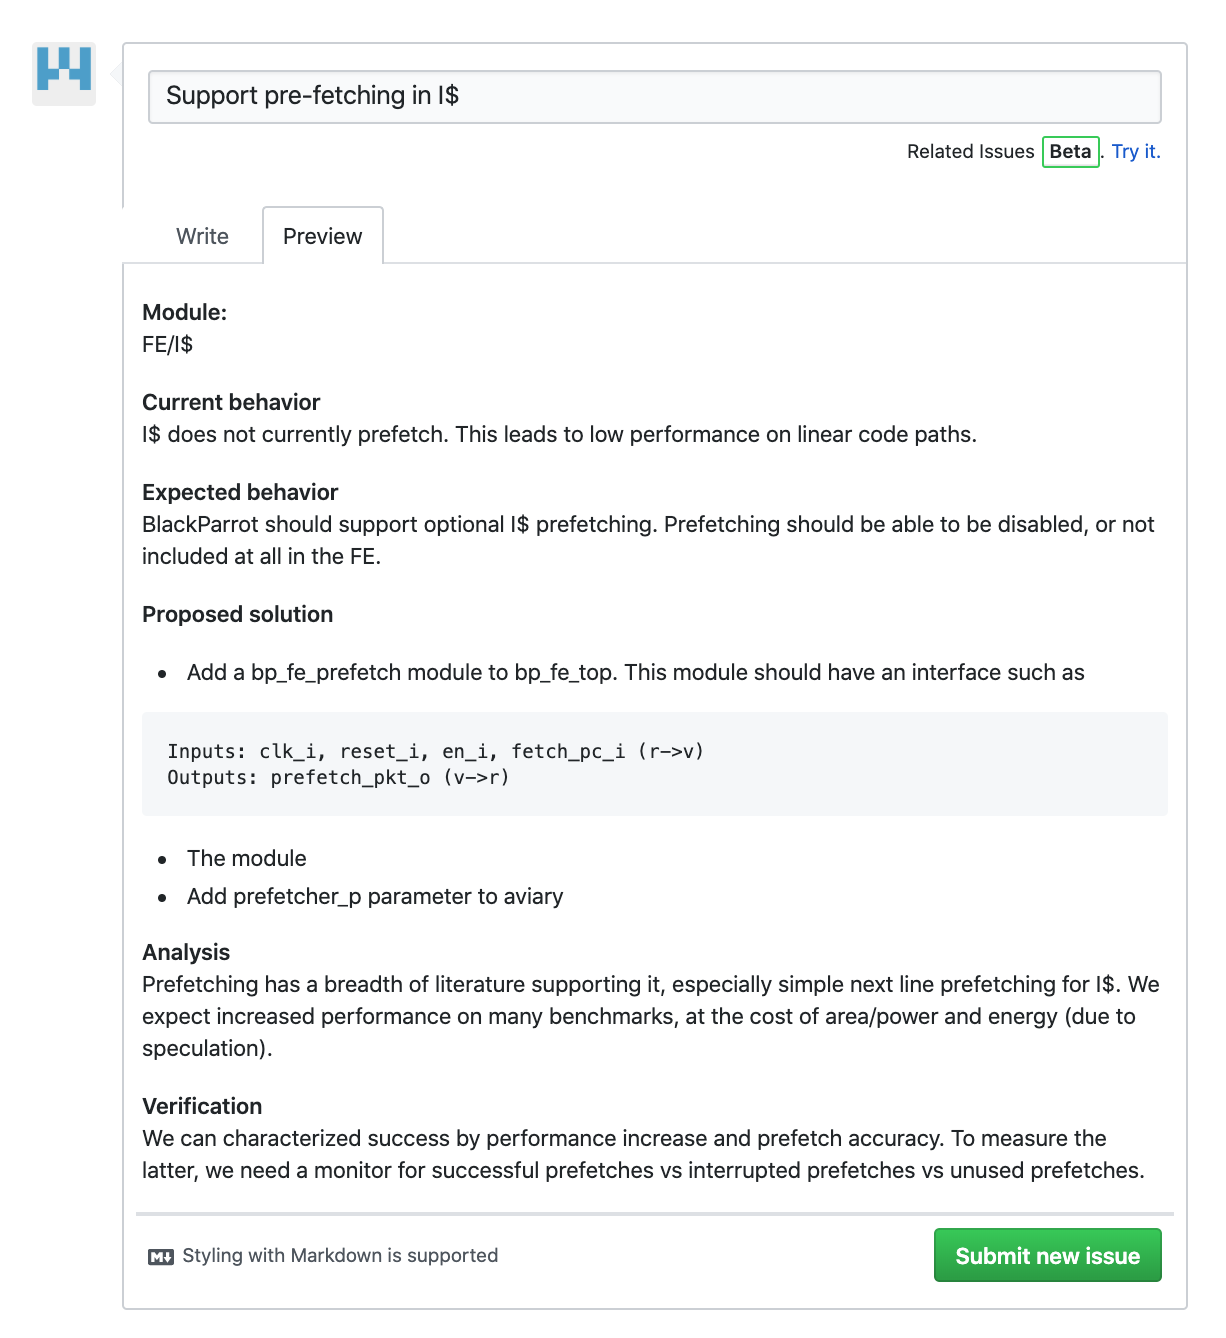 Support pre-fetching in I$
Related Issues Beta. Try it.
Write Preview
Module:
FE/I$
Current behavior
I$ does not currently prefetch. This leads to low performance on linear code paths.
Expected behavior
BlackParrot should support optional I$ prefetching. Prefetching should be able to be disabled, or not
included at all in the FE.
Proposed solution
• Add a bp_fe_prefetch module to bp_fe_top. This module should have an interface such as
Inputs: clk_i, reset_i, en_i, fetch_pc_i (r->v)
Outputs: prefetch_pkt_o (v->r)
• The module
• Add prefetcher_p parameter to aviary
Analysis
Prefetching has a breadth of literature supporting it, especially simple next line prefetching for I$. We
expect increased performance on many benchmarks, at the cost of area/power and energy (due to
speculation).
Verification
We can characterized success by performance increase and prefetch accuracy. To measure the
latter, we need a monitor for successful prefetches vs interrupted prefetches vs unused prefetches.
M↓ Styling with Markdown is supported
Submit new issue